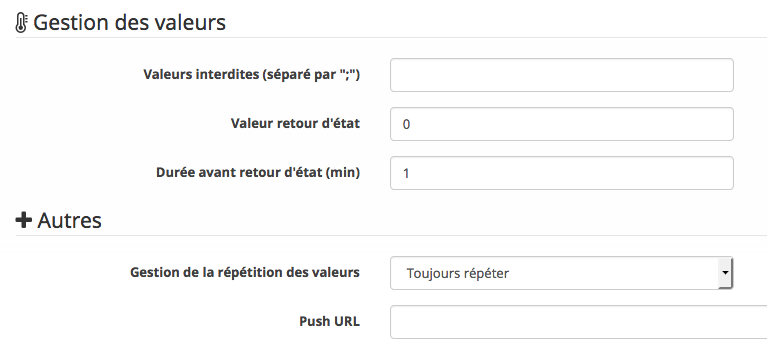 Gestion des valeurs
Valeurs interdites (séparé par ";")
Valeur retour d'état
0
Durée avant retour d'état (min)
1
Autres
Gestion de la répétition des valeurs
Toujours répéter
Push URL